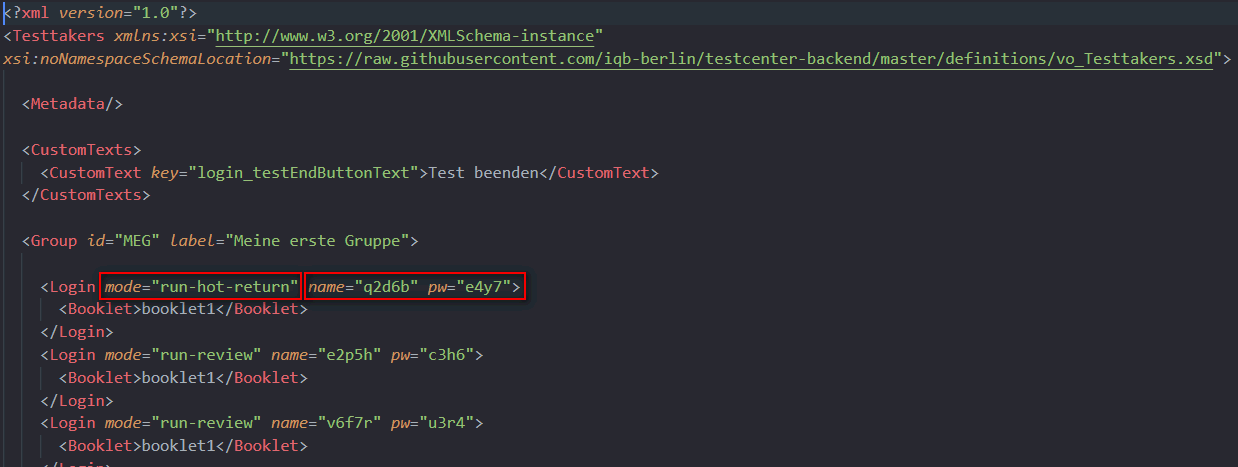 <?xml version="1.0"?>
<Testtakers xmlns:xsi="http://www.w3.org/2001/XMLSchema-instance"
xsi:noNamespaceSchemaLocation="https://raw.githubusercontent.com/iqb-berlin/testcenter-backend/master/definitions/vo_Testtakers.xsd">
<Metadata/>
<CustomTexts>
<CustomText key="login_testEndButtonText">Test beenden</CustomText>
</CustomTexts>
<Group id="MEG" label="Meine erste Gruppe">
<Login mode="run-hot-return" name="q2d6b" pw="e4y7">
<Booklet>booklet1</Booklet>
</Login>
<Login mode="run-review" name="e2p5h" pw="c3h6">
<Booklet>booklet1</Booklet>
</Login>
<Login mode="run-review" name="v6f7r" pw="u3r4">
<Booklet>booklet1</Booklet>
</Login>